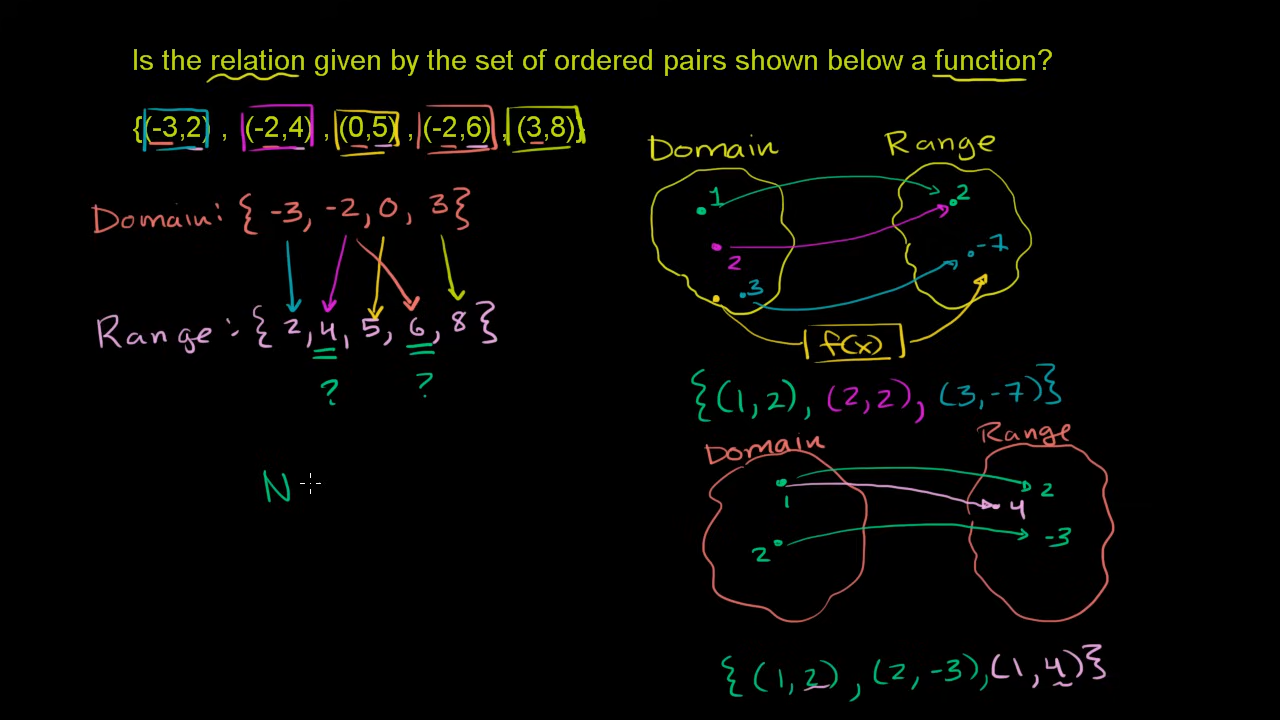 Is the relation given by the set of ordered pairs shown below a function?
{(-3,2) , (-2,4) , (0,5) , (-2,6) , (3,8)}
Domain: { -3, -2, 0, 3}
Range: { 2, 4, 5, 6, 8 }
? ?
N
Domain Range
1 2
2 -7
3
f(x)
{(1, 2), (2, 2), (3, -7)}
Domain Range
1 2
4
2 -3
{(1, 2), (2, -3), (1, 4)}